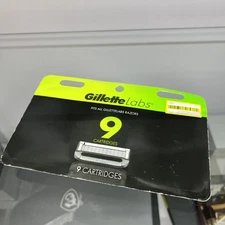 GilletteLabs
FOR ALL GILLETTELABS RAZORS
9
CARTRIDGES
9 CARTRIDGES